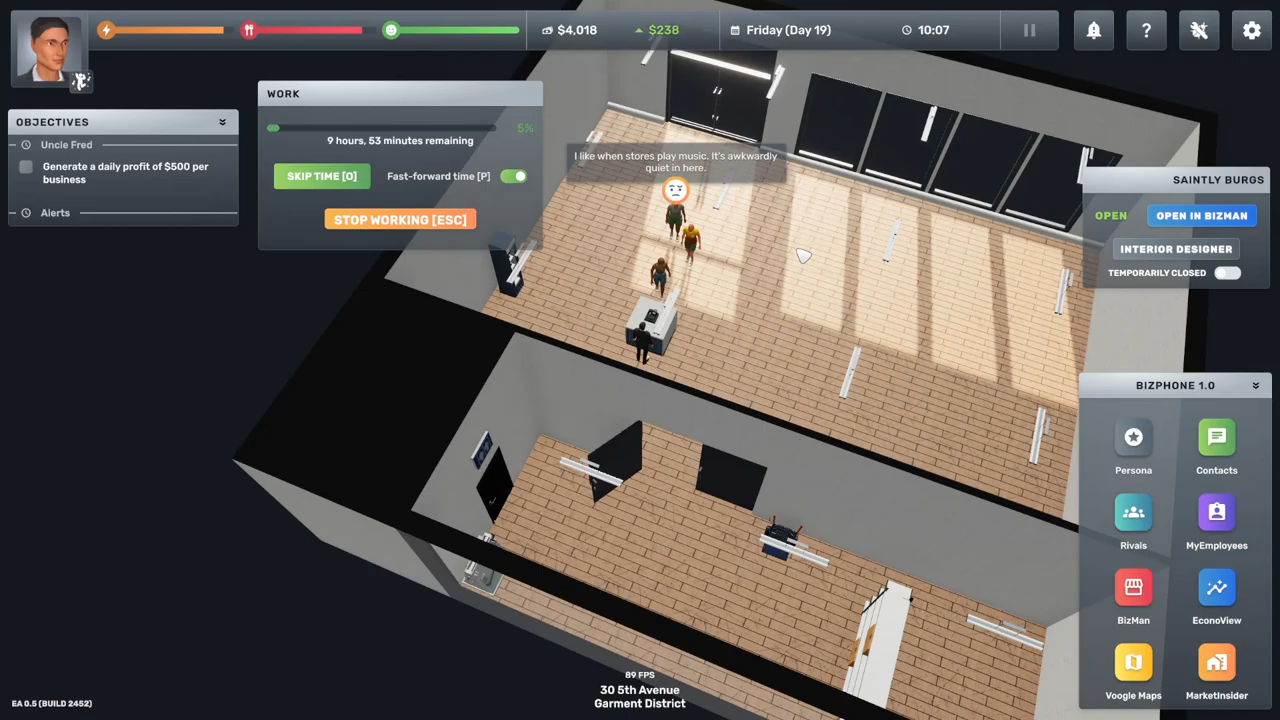 $4,018
$238
Friday (Day 19)
10:07
OBJECTIVES
Uncle Fred
Generate a daily profit of $500 per
business
Alerts
WORK
5%
9 hours, 53 minutes remaining
SKIP TIME [O]
Fast-forward time [P]
STOP WORKING [ESC]
I like when stores play music. It's awkwardly
quiet in here.
SAINTLY BURGS
OPEN
OPEN IN BIZMAN
INTERIOR DESIGNER
TEMPORARILY CLOSED
BIZPHONE 1.0
Persona
Contacts
Rivals
MyEmployees
BizMan
EconoView
Voogle Maps
MarketInsider
89 FPS
30 5th Avenue
Garment District
EA 0.5 (BUILD 2452)